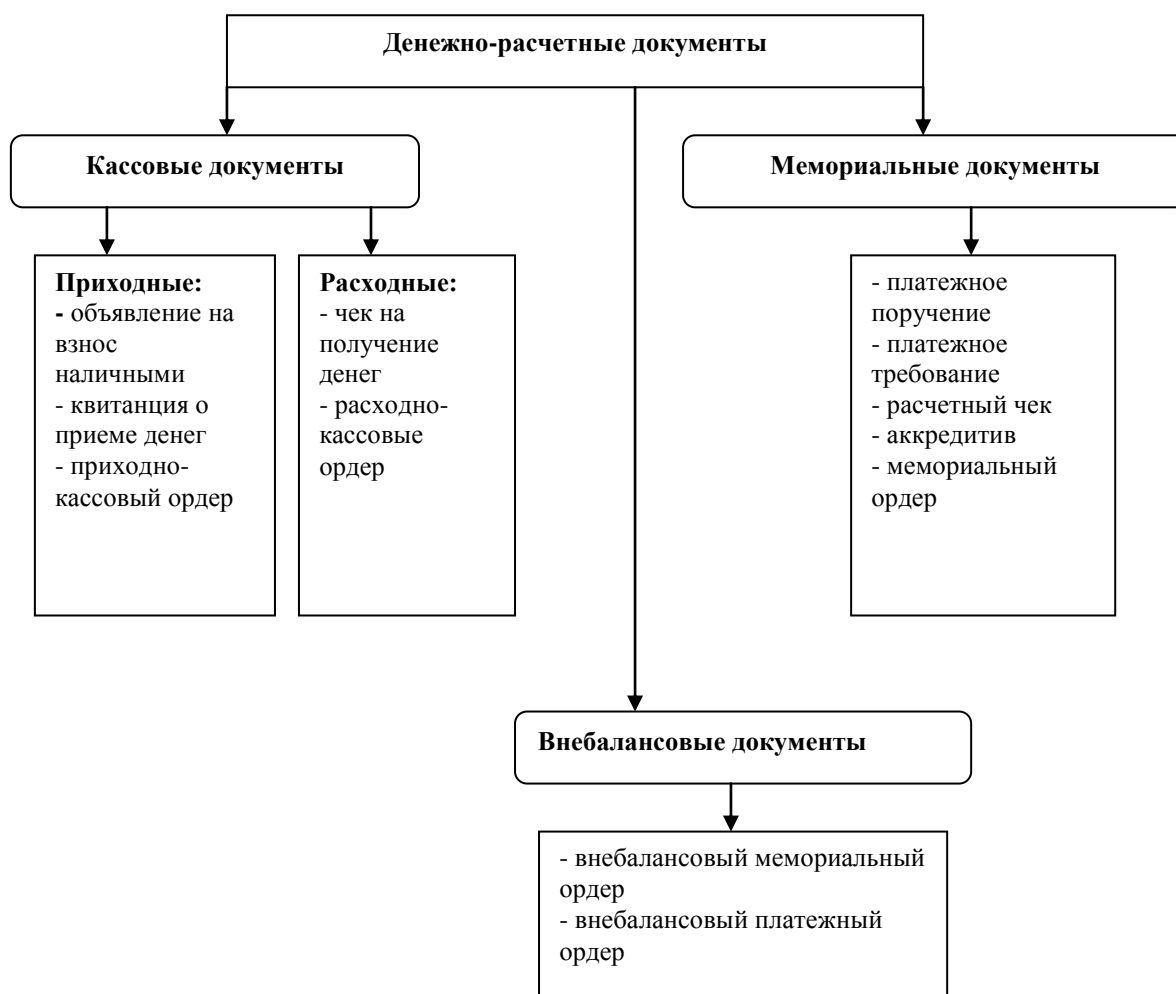 Денежно-расчетные документы
Кассовые документы
Мемориальные документы
Приходные:
- объявление на
взнос
наличными
- квитанция о
приеме денег
- приходно-
кассовый ордер
Расходные:
- чек на
получение
денег
- расходно-
кассовые
ордер
- платежное
поручение
- платежное
требование
- расчетный чек
- аккредитив
- мемориальный
ордер
Внебалансовые документы
- внебалансовый мемориальный
ордер
- внебалансовый платежный
ордер